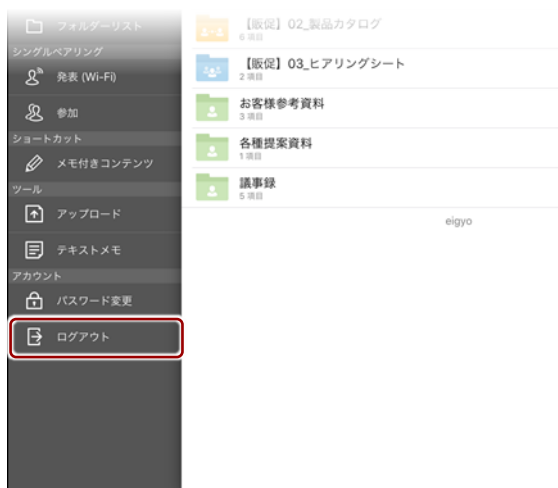 フォルダーリスト
シングルペアリング
発表 (Wi-Fi)
参加
ショートカット
メモ付きコンテンツ
ツール
アップロード
テキストメモ
アカウント
パスワード変更
ログアウト
【販促】02_製品カタログ
6 項目
【販促】03_ヒアリングシート
2 項目
お客様参考資料
3 項目
各種提案資料
1 項目
議事録
5 項目
eigyo